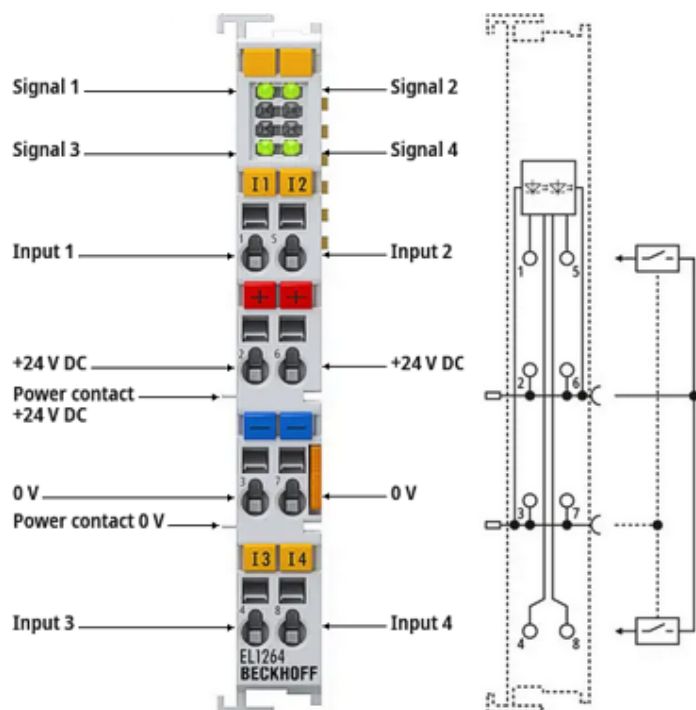 Signal 1
Signal 2
Signal 3
Signal 4
I1 I2
1 5
Input 1
Input 2
1 5
+ +
2 6
+24 V DC
+24 V DC
2 6
Power contact
+24 V DC
− −
3 7
0 V
0 V
3 7
Power contact 0 V
I3 I4
4 8
Input 3
Input 4
4 8
EL1264
BECKHOFF